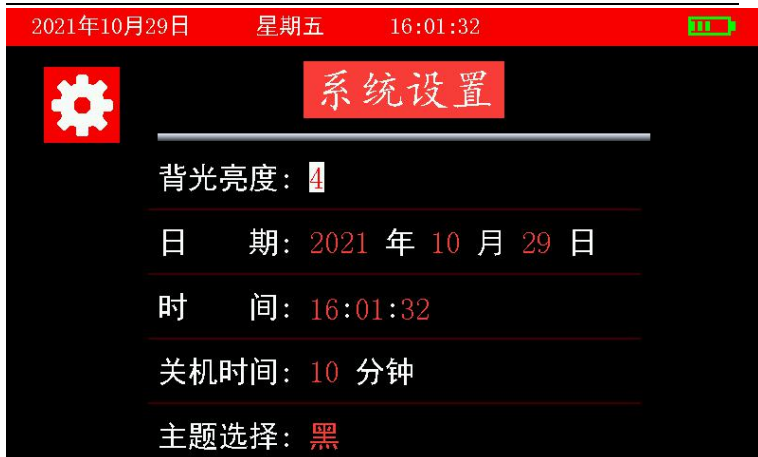 2021年10月29日 星期五 16:01:32
系统设置
背光亮度: 4
日 期: 2021 年 10 月 29 日
时 间: 16:01:32
关机时间: 10 分钟
主题选择: 黑